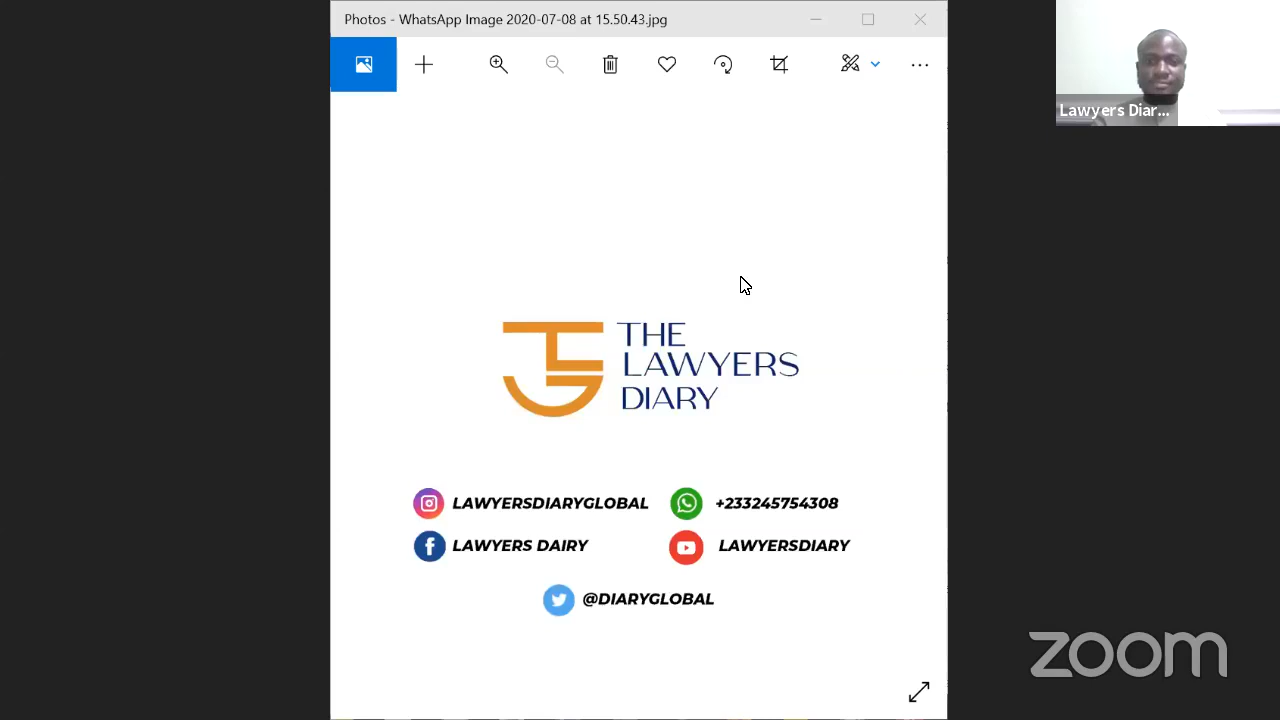 Photos - WhatsApp Image 2020-07-08 at 15.50.43.jpg
Lawyers Diar...
THE
LAWYERS
DIARY
LAWYERSDIARYGLOBAL
+233245754308
LAWYERS DAIRY
LAWYERSDIARY
@DIARYGLOBAL
zoom